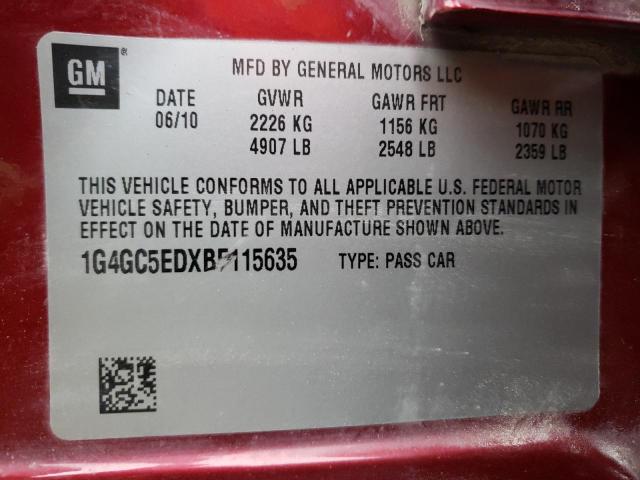 GM ®
MFD BY GENERAL MOTORS LLC
DATE GVWR GAWR FRT GAWR RR
06/10 2226 KG 1156 KG 1070 KG
4907 LB 2548 LB 2359 LB
THIS VEHICLE CONFORMS TO ALL APPLICABLE U.S. FEDERAL MOTOR
VEHICLE SAFETY, BUMPER, AND THEFT PREVENTION STANDARDS IN
EFFECT ON THE DATE OF MANUFACTURE SHOWN ABOVE.
1G4GC5EDXBF115635 TYPE: PASS CAR